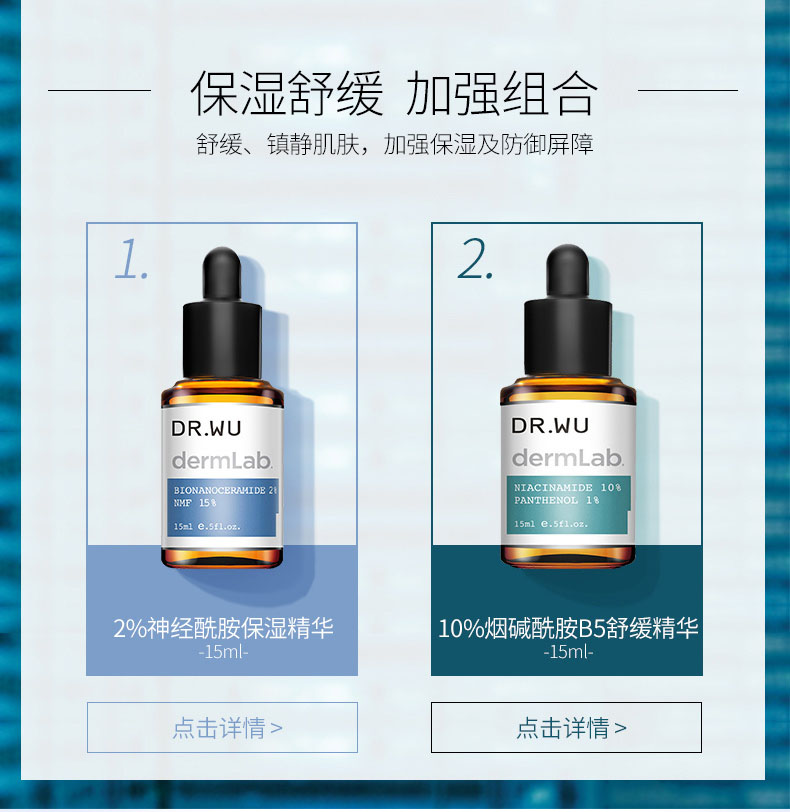 保湿舒缓 加强组合
舒缓、镇静肌肤，加强保湿及防御屏障
1.
DR.WU
dermLab.
BIONANOCERAMIDE 2%
NMF 15%
15ml e.5fl.oz.
2%神经酰胺保湿精华
-15ml-
点击详情>
2.
DR.WU
dermLab.
NIACINAMIDE 10%
PANTHENOL 1%
15ml e.5fl.oz.
10%烟碱酰胺B5舒缓精华
-15ml-
点击详情>